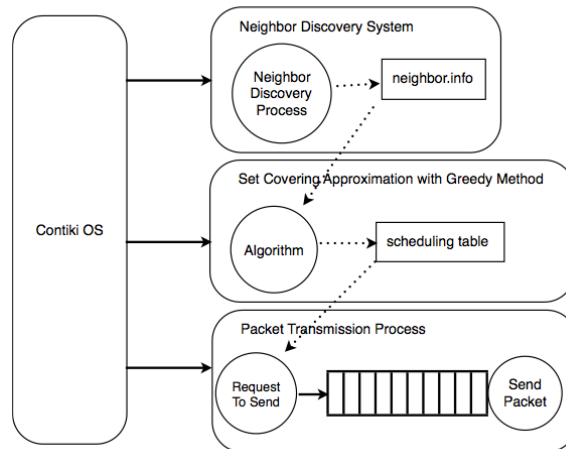 Neighbor Discovery System
Neighbor
Discovery
Process
neighbor.info
Contiki OS
Set Covering Approximation with Greedy Method
Algorithm
scheduling table
Packet Transmission Process
Request
To Send
Send
Packet